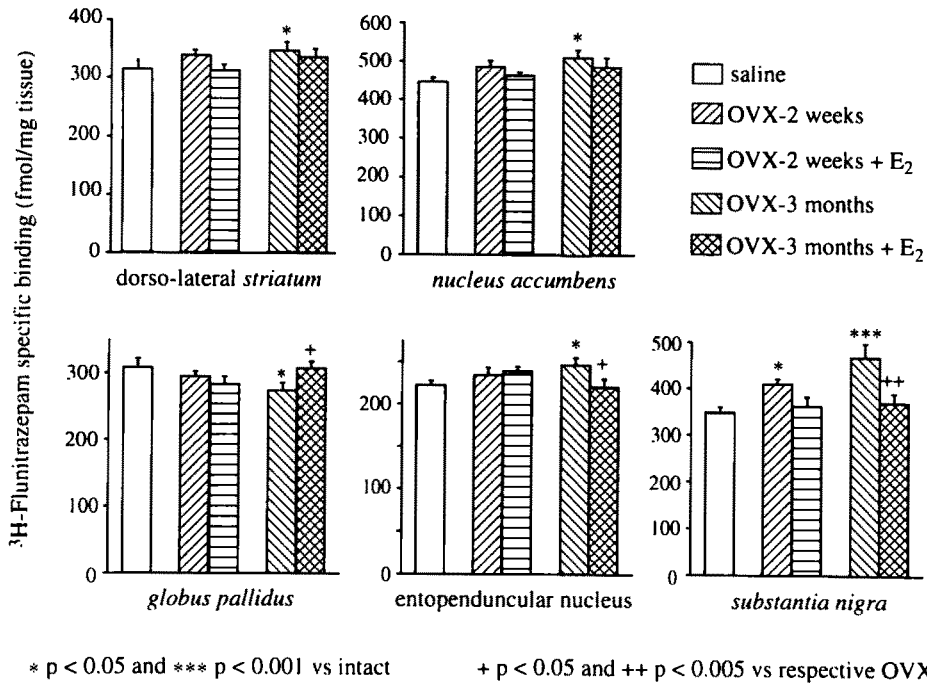 ³H-Flunitrazepam specific binding (fmol/mg tissue)
400
300
200
100
0
*
dorso-lateral striatum
600
500
400
300
200
100
0
*
nucleus accumbens
saline
OVX-2 weeks
OVX-2 weeks + E₂
OVX-3 months
OVX-3 months + E₂
300
200
100
0
*
+
globus pallidus
200
100
0
*
+
entopenduncular nucleus
500
400
300
200
100
0
*
***
++
substantia nigra
* p < 0.05 and *** p < 0.001 vs intact
+ p < 0.05 and ++ p < 0.005 vs respective OVX